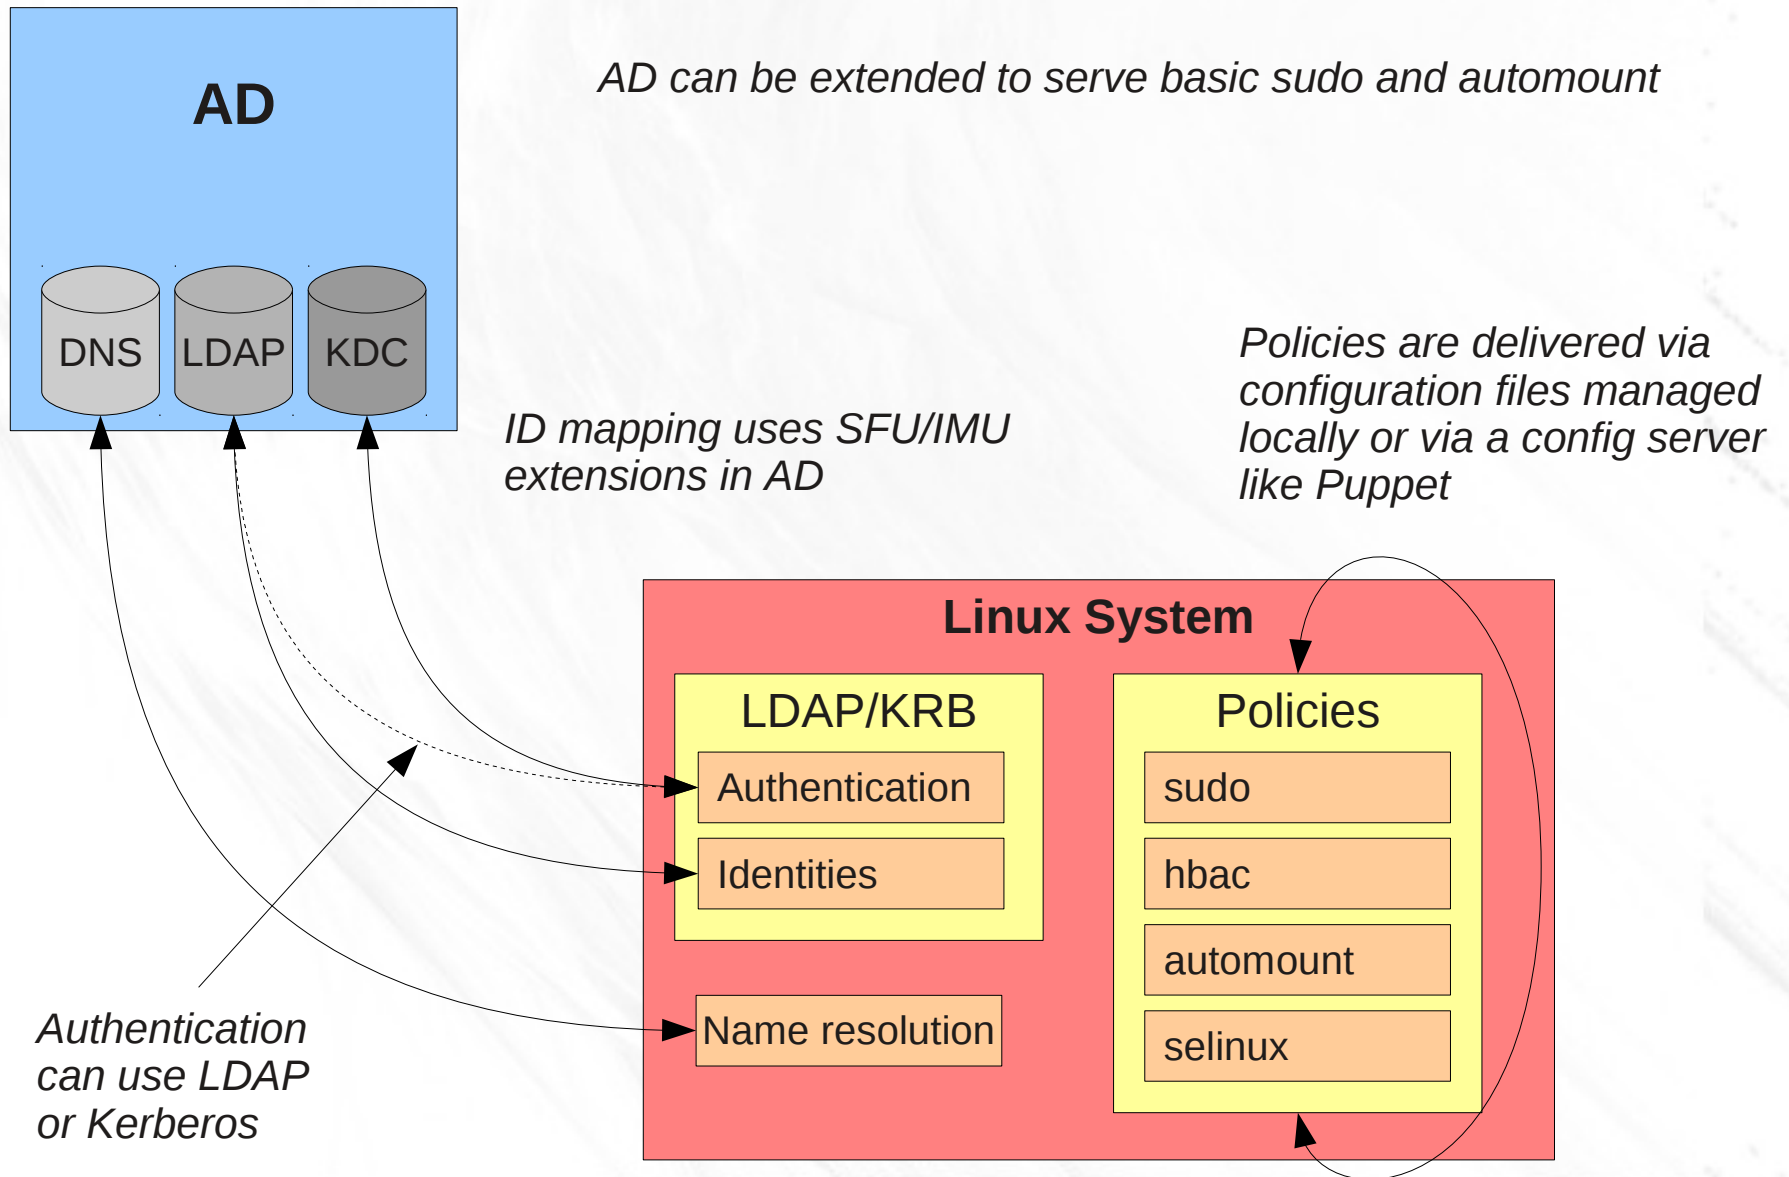 AD
AD can be extended to serve basic sudo and automount
DNS
LDAP
KDC
ID mapping uses SFU/IMU
extensions in AD
Policies are delivered via
configuration files managed
locally or via a config server
like Puppet
Linux System
LDAP/KRB
Authentication
Identities
Name resolution
Policies
sudo
hbac
automount
selinux
Authentication
can use LDAP
or Kerberos